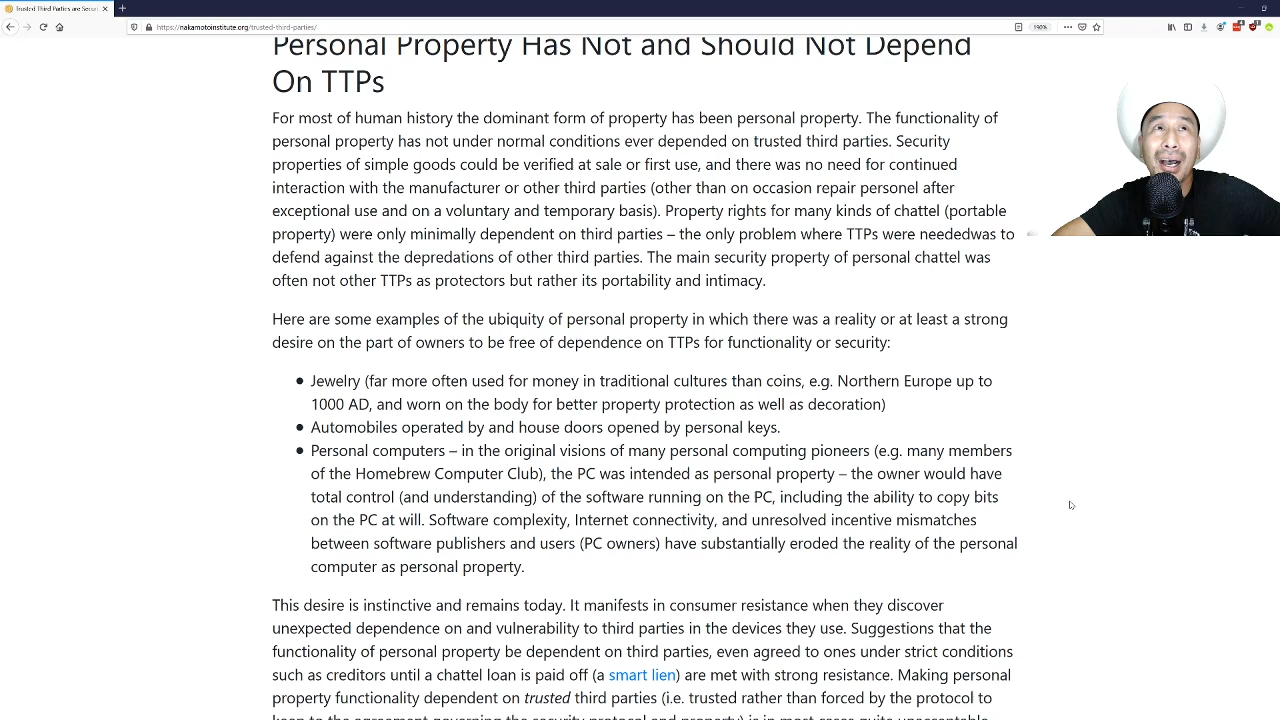 Trusted Third Parties are Securi
https://nakamotoinstitute.org/trusted-third-parties/
190%
Personal Property Has Not and Should Not Depend
On TTPs
For most of human history the dominant form of property has been personal property. The functionality of
personal property has not under normal conditions ever depended on trusted third parties. Security
properties of simple goods could be verified at sale or first use, and there was no need for continued
interaction with the manufacturer or other third parties (other than on occasion repair personel after
exceptional use and on a voluntary and temporary basis). Property rights for many kinds of chattel (portable
property) were only minimally dependent on third parties – the only problem where TTPs were neededwas to
defend against the depredations of other third parties. The main security property of personal chattel was
often not other TTPs as protectors but rather its portability and intimacy.
Here are some examples of the ubiquity of personal property in which there was a reality or at least a strong
desire on the part of owners to be free of dependence on TTPs for functionality or security:
● Jewelry (far more often used for money in traditional cultures than coins, e.g. Northern Europe up to
1000 AD, and worn on the body for better property protection as well as decoration)
● Automobiles operated by and house doors opened by personal keys.
● Personal computers – in the original visions of many personal computing pioneers (e.g. many members
of the Homebrew Computer Club), the PC was intended as personal property – the owner would have
total control (and understanding) of the software running on the PC, including the ability to copy bits
on the PC at will. Software complexity, Internet connectivity, and unresolved incentive mismatches
between software publishers and users (PC owners) have substantially eroded the reality of the personal
computer as personal property.
This desire is instinctive and remains today. It manifests in consumer resistance when they discover
unexpected dependence on and vulnerability to third parties in the devices they use. Suggestions that the
functionality of personal property be dependent on third parties, even agreed to ones under strict conditions
such as creditors until a chattel loan is paid off (a smart lien) are met with strong resistance. Making personal
property functionality dependent on trusted third parties (i.e. trusted rather than forced by the protocol to
keep to the agreement governing the security protocol and property) is in most cases quite unacceptable.